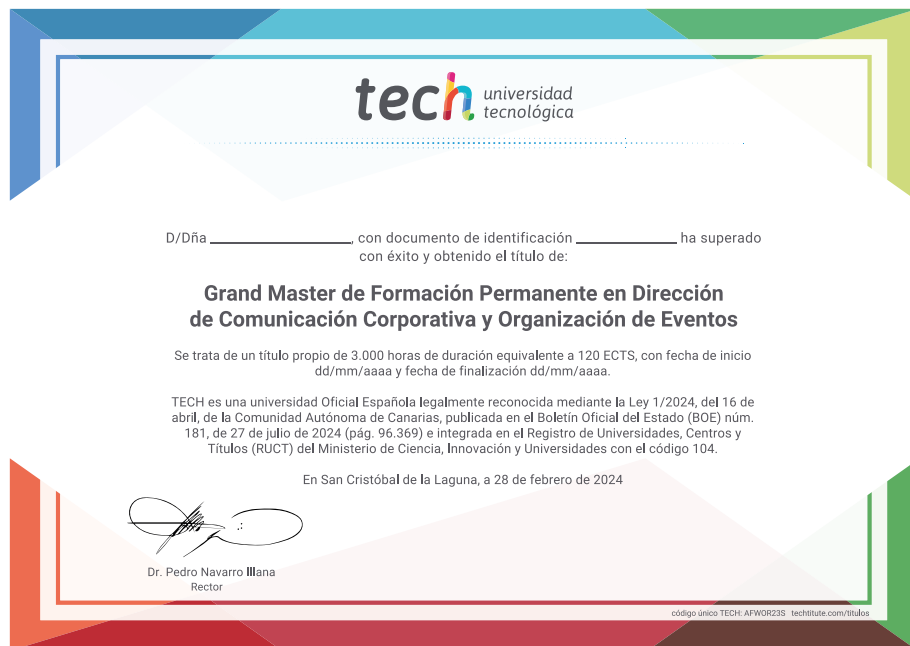 tech universidad
tecnológica
D/Dña ____________________, con documento de identificación ______________ ha superado
con éxito y obtenido el título de:
Grand Master de Formación Permanente en Dirección
de Comunicación Corporativa y Organización de Eventos
Se trata de un título propio de 3.000 horas de duración equivalente a 120 ECTS, con fecha de inicio
dd/mm/aaaa y fecha de finalización dd/mm/aaaa.
TECH es una universidad Oficial Española legalmente reconocida mediante la Ley 1/2024, del 16 de
abril, de la Comunidad Autónoma de Canarias, publicada en el Boletín Oficial del Estado (BOE) núm.
181, de 27 de julio de 2024 (pág. 96.369) e integrada en el Registro de Universidades, Centros y
Títulos (RUCT) del Ministerio de Ciencia, Innovación y Universidades con el código 104.
En San Cristóbal de la Laguna, a 28 de febrero de 2024
Dr. Pedro Navarro Illana
Rector
código único TECH: AFWOR23S techtitute.com/titulos